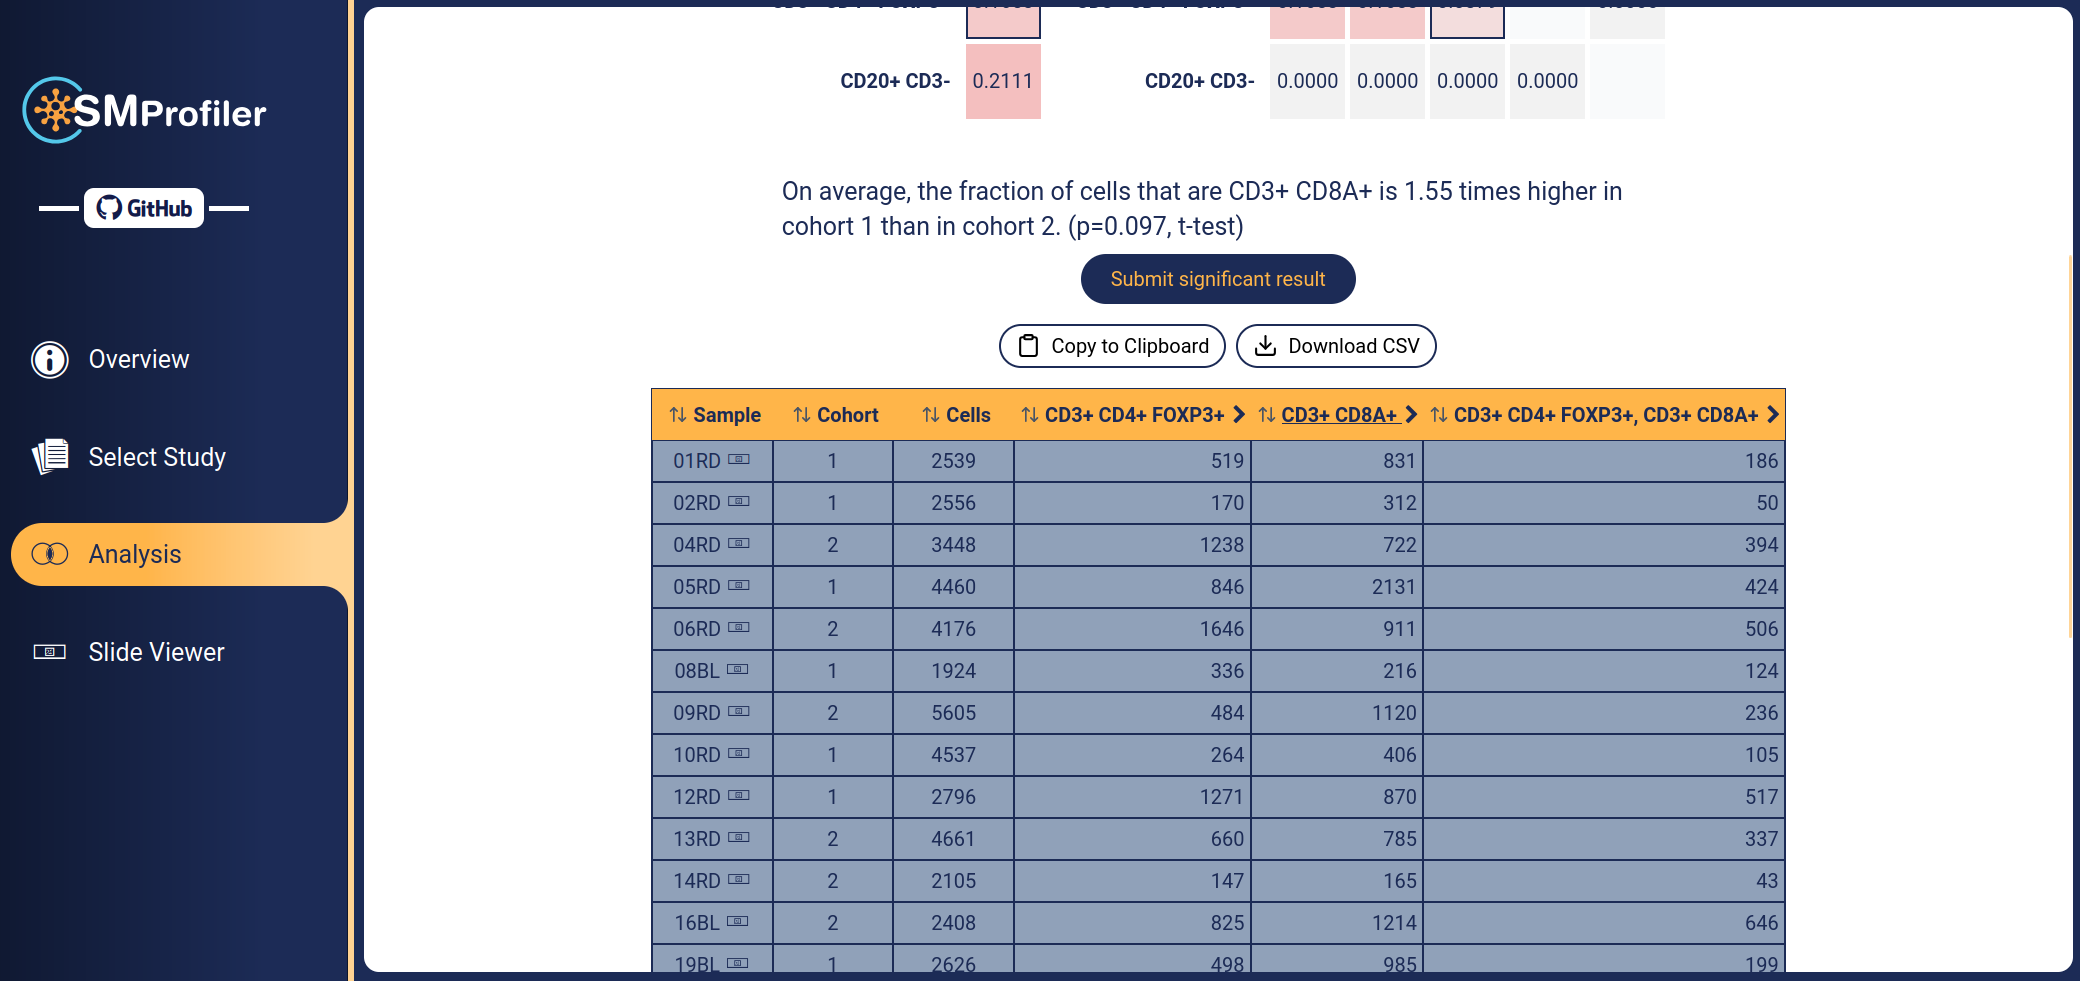 CD20+ CD3- 0.2111 CD20+ CD3- 0.0000 0.0000 0.0000 0.0000
SMProfiler
GitHub
Overview
Select Study
Analysis
Slide Viewer
On average, the fraction of cells that are CD3+ CD8A+ is 1.55 times higher in
cohort 1 than in cohort 2. (p=0.097, t-test)
Submit significant result
Copy to Clipboard Download CSV
Sample Cohort Cells CD3+ CD4+ FOXP3+ CD3+ CD8A+ CD3+ CD4+ FOXP3+, CD3+ CD8A+
01RD 1 2539 519 831 186
02RD 1 2556 170 312 50
04RD 2 3448 1238 722 394
05RD 1 4460 846 2131 424
06RD 2 4176 1646 911 506
08BL 1 1924 336 216 124
09RD 2 5605 484 1120 236
10RD 1 4537 264 406 105
12RD 1 2796 1271 870 517
13RD 2 4661 660 785 337
14RD 2 2105 147 165 43
16BL 2 2408 825 1214 646
19BL 1 2626 498 985 199